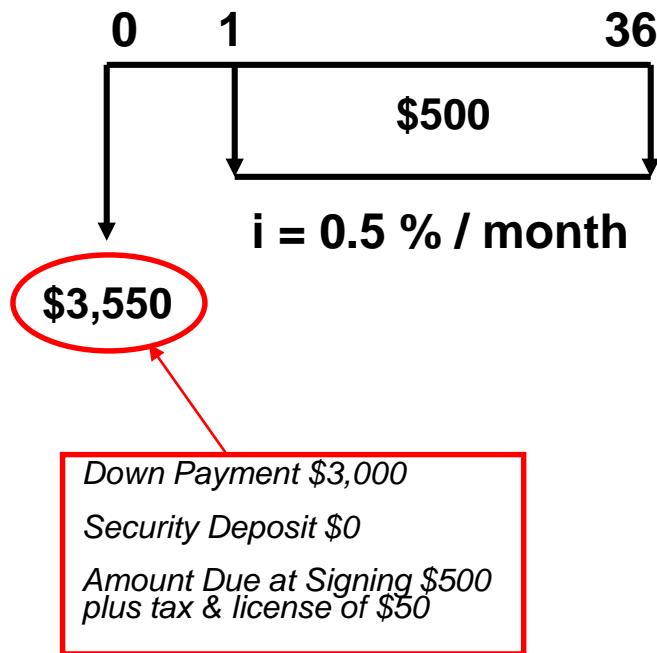 0 1 36
$500
i = 0.5 % / month
$3,550
Down Payment $3,000
Security Deposit $0
Amount Due at Signing $500
plus tax & license of $50